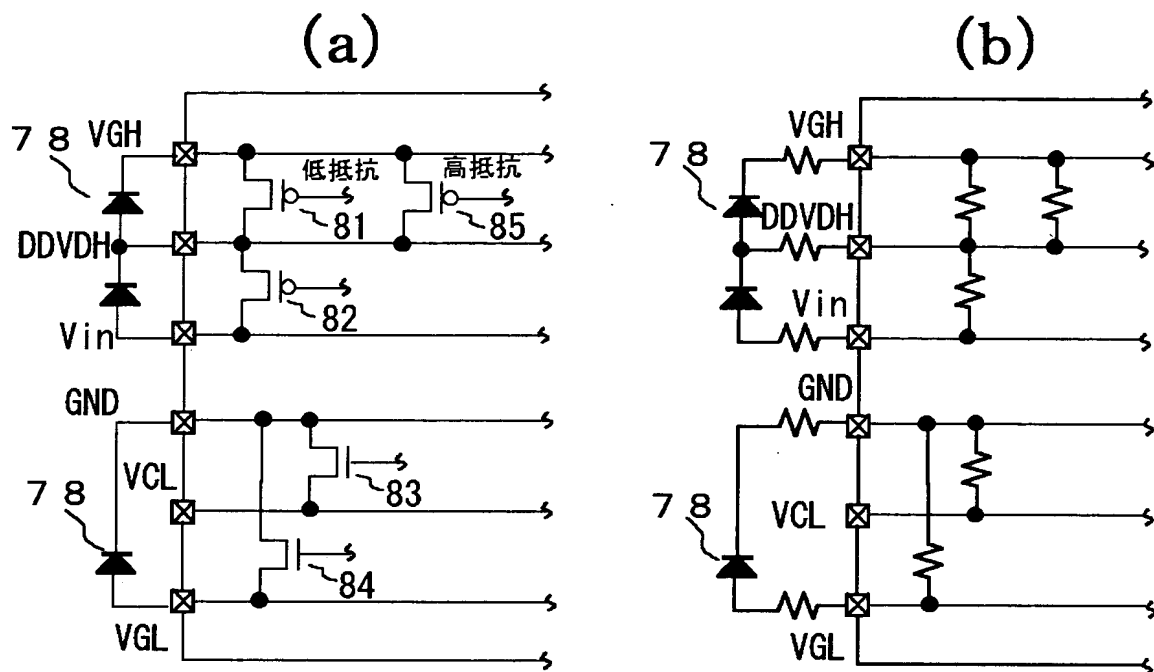 (a)
7 8
VGH
低抵抗
高抵抗
81
85
DDVDH
82
Vin
GND
83
VCL
7 8
84
VGL
(b)
VGH
7 8
DDVDH
Vin
GND
7 8
VCL
VGL